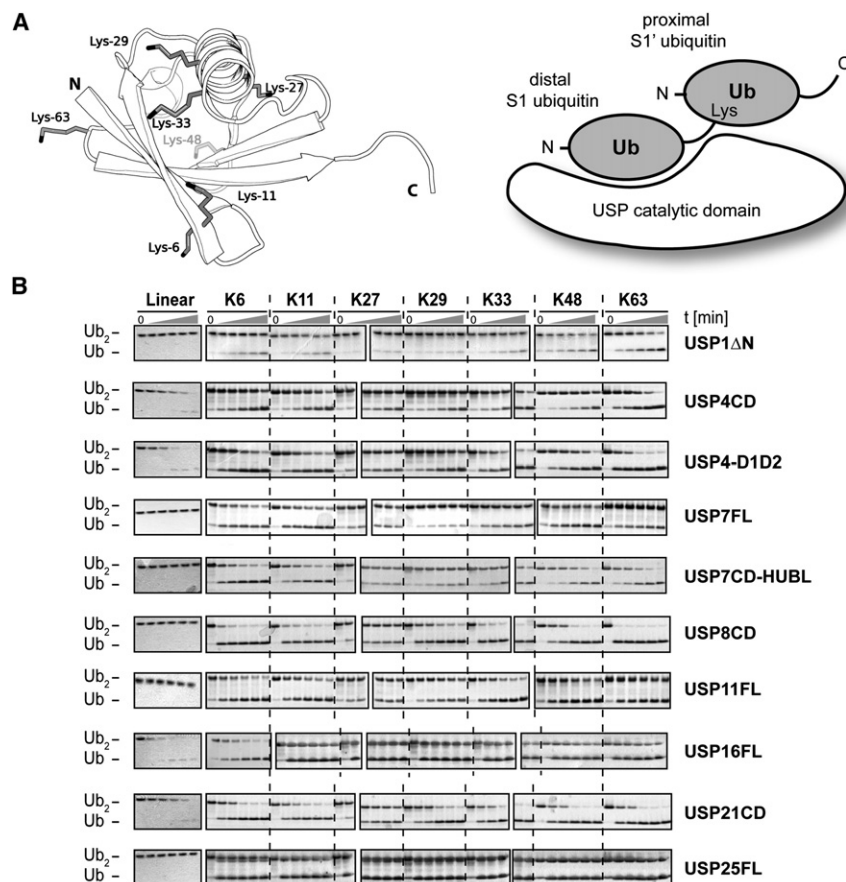 A
Lys-29
N
Lys-27
Lys-63
Lys-33
Lys-48
Lys-11
C
Lys-6
proximal
S1' ubiquitin
distal
S1 ubiquitin
N
Ub
C
Lys
N
Ub
USP catalytic domain
B
Linear K6 K11 K27 K29 K33 K48 K63
0 0 0 0 0 0 0 0 t [min]
Ub2 –
Ub –
USP1ΔN
Ub2 –
Ub –
USP4CD
Ub2 –
Ub –
USP4-D1D2
Ub2 –
Ub –
USP7FL
Ub2 –
Ub –
USP7CD-HUBL
Ub2 –
Ub –
USP8CD
Ub2 –
Ub –
USP11FL
Ub2 –
Ub –
USP16FL
Ub2 –
Ub –
USP21CD
Ub2 –
Ub –
USP25FL